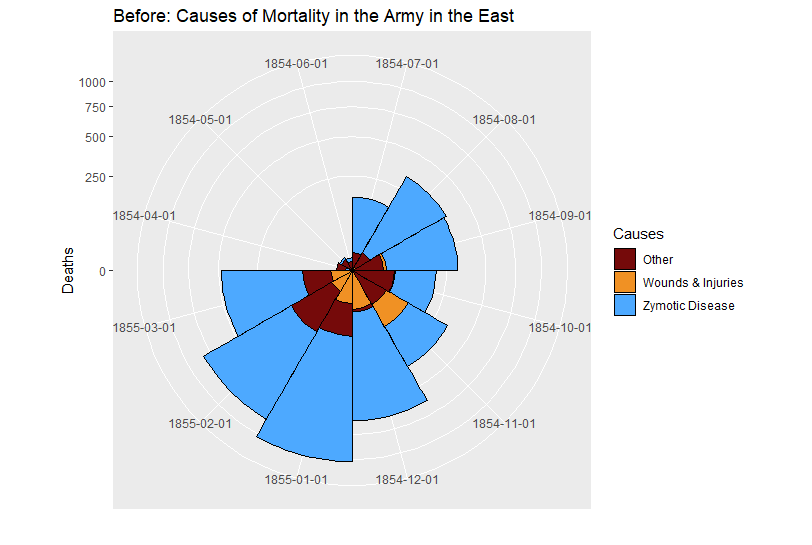 Before: Causes of Mortality in the Army in the East
1854-06-01
1854-07-01
1000
750
1854-05-01
1854-08-01
500
250
1854-04-01
1854-09-01
Causes
Deaths
0
Other
Wounds & Injuries
Zymotic Disease
1855-03-01
1854-10-01
1855-02-01
1854-11-01
1855-01-01
1854-12-01